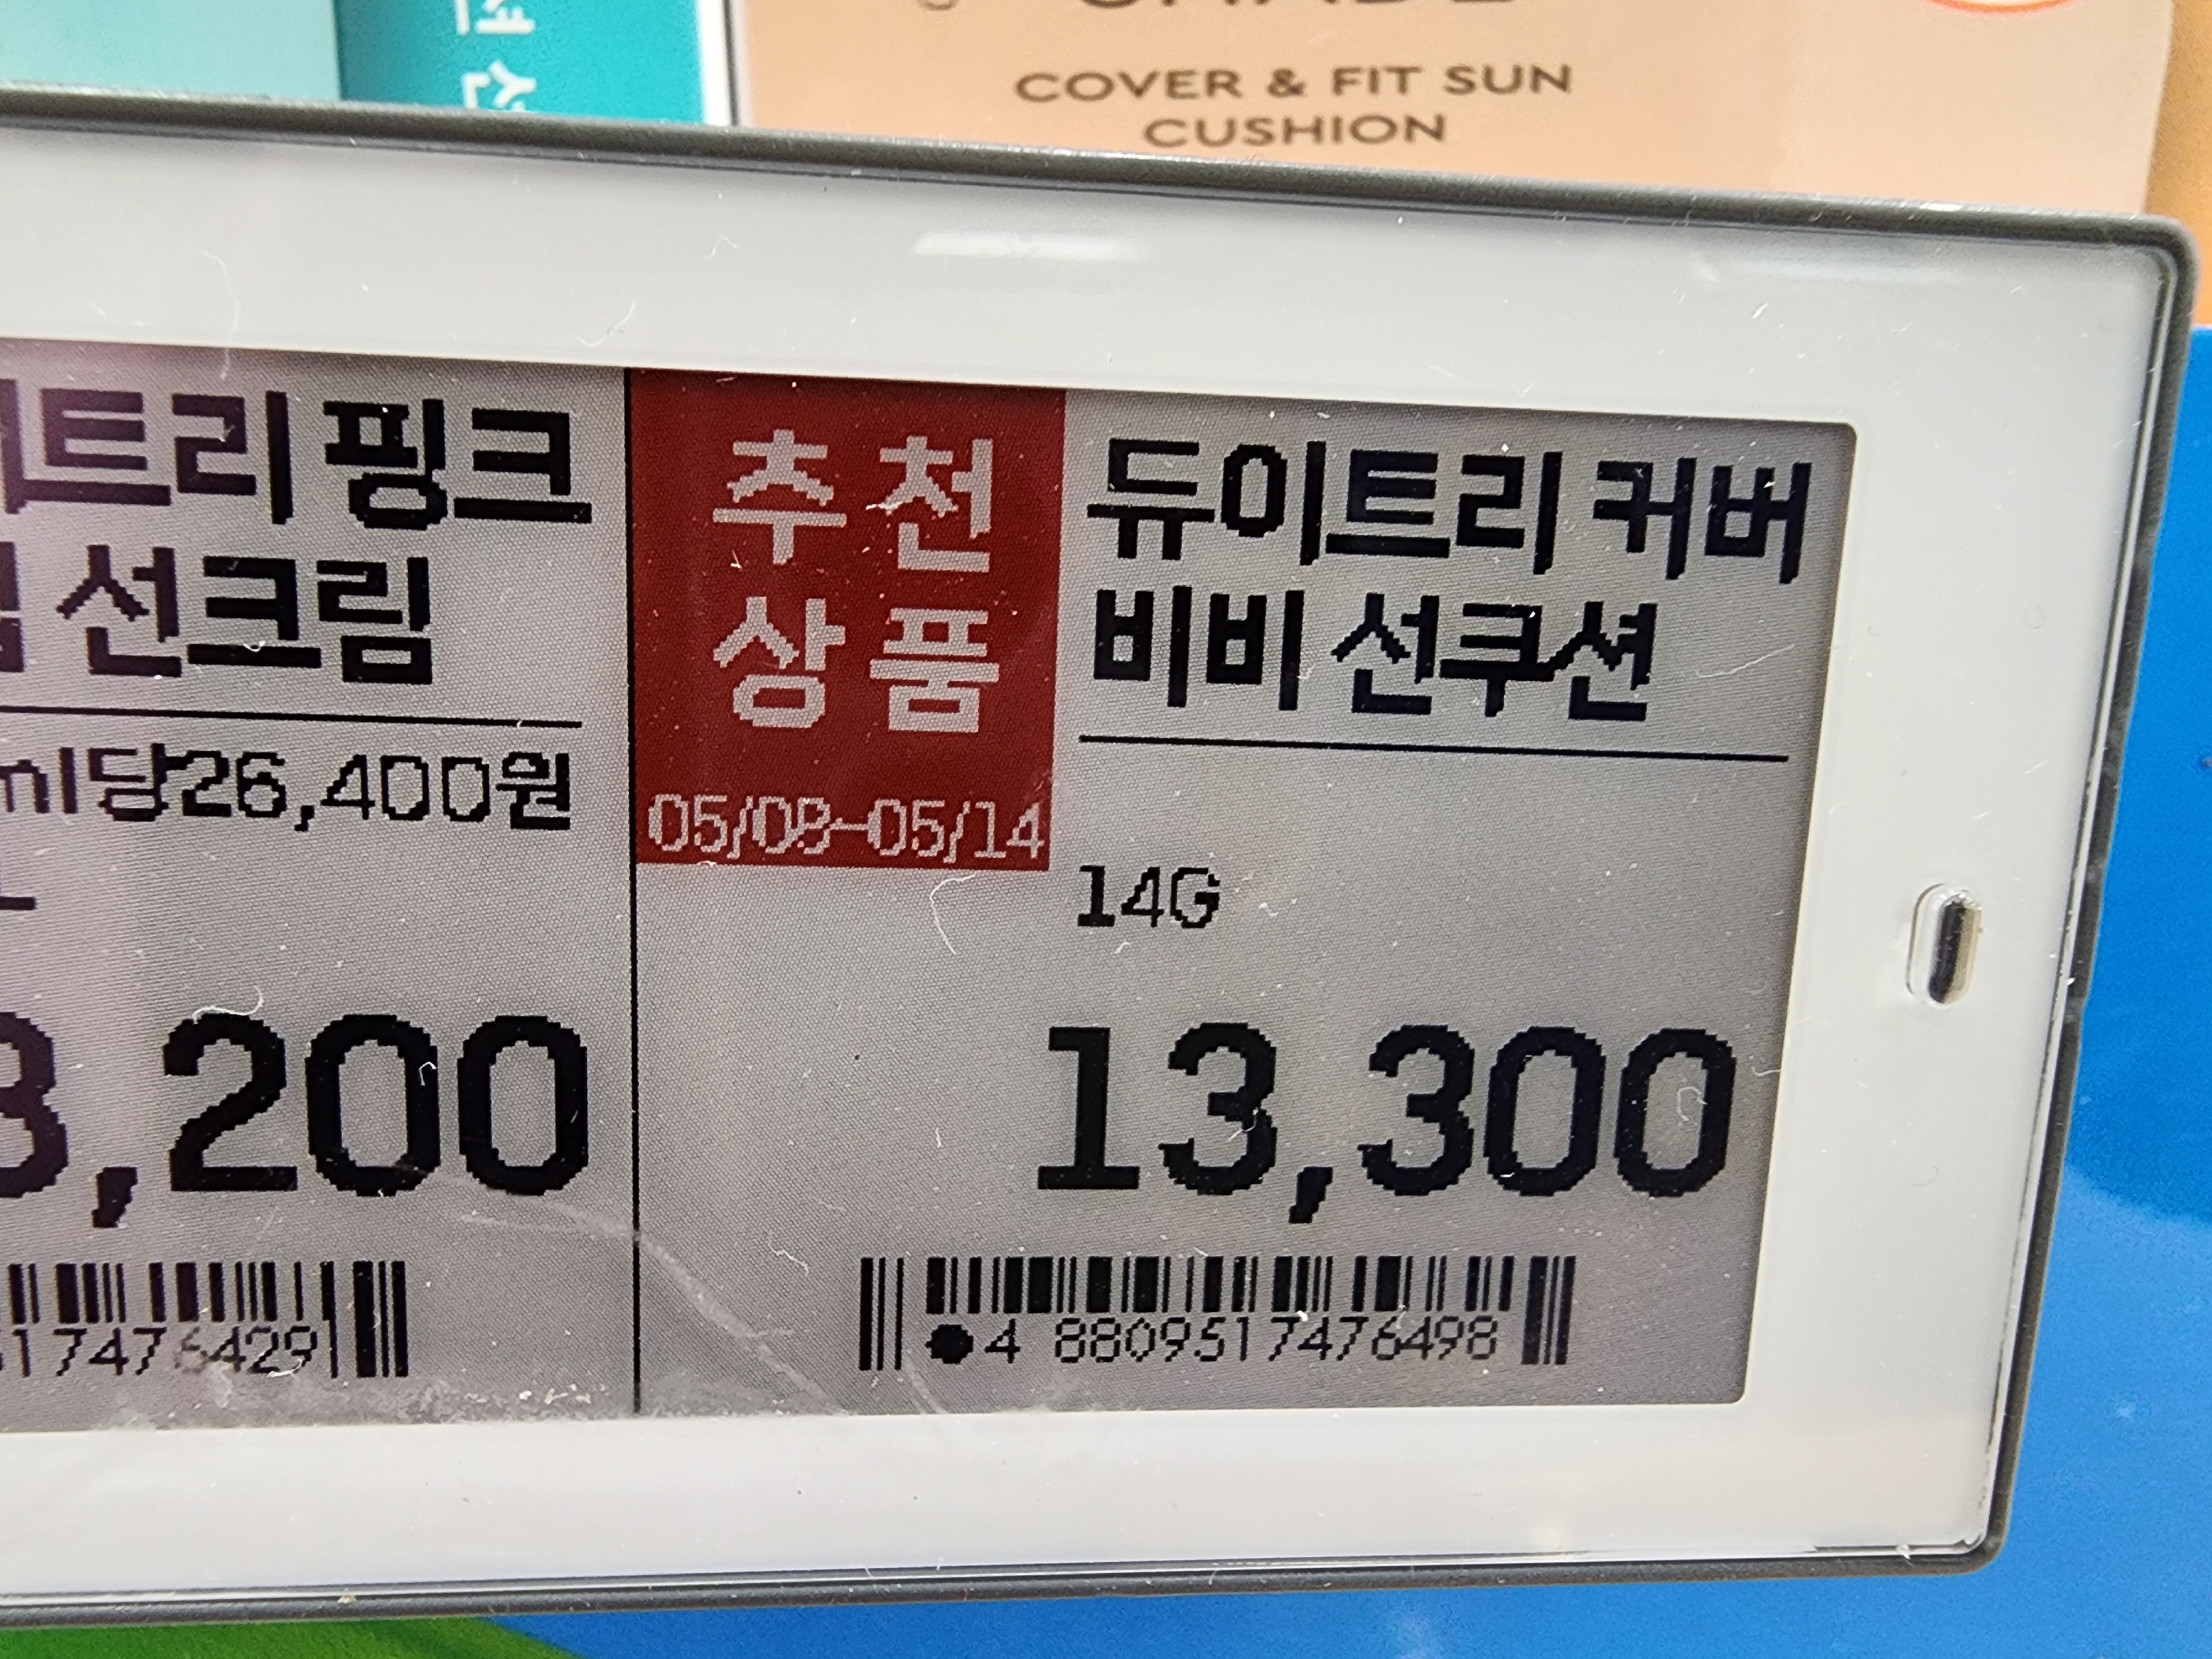 COVER & FIT SUN
CUSHION
트리 핑크
선크림
ml당26,400원
3,200
추천
상품
05/08-05/14
듀이트리 커버
비비 선쿠션
14G
13,300
4 8809517476498